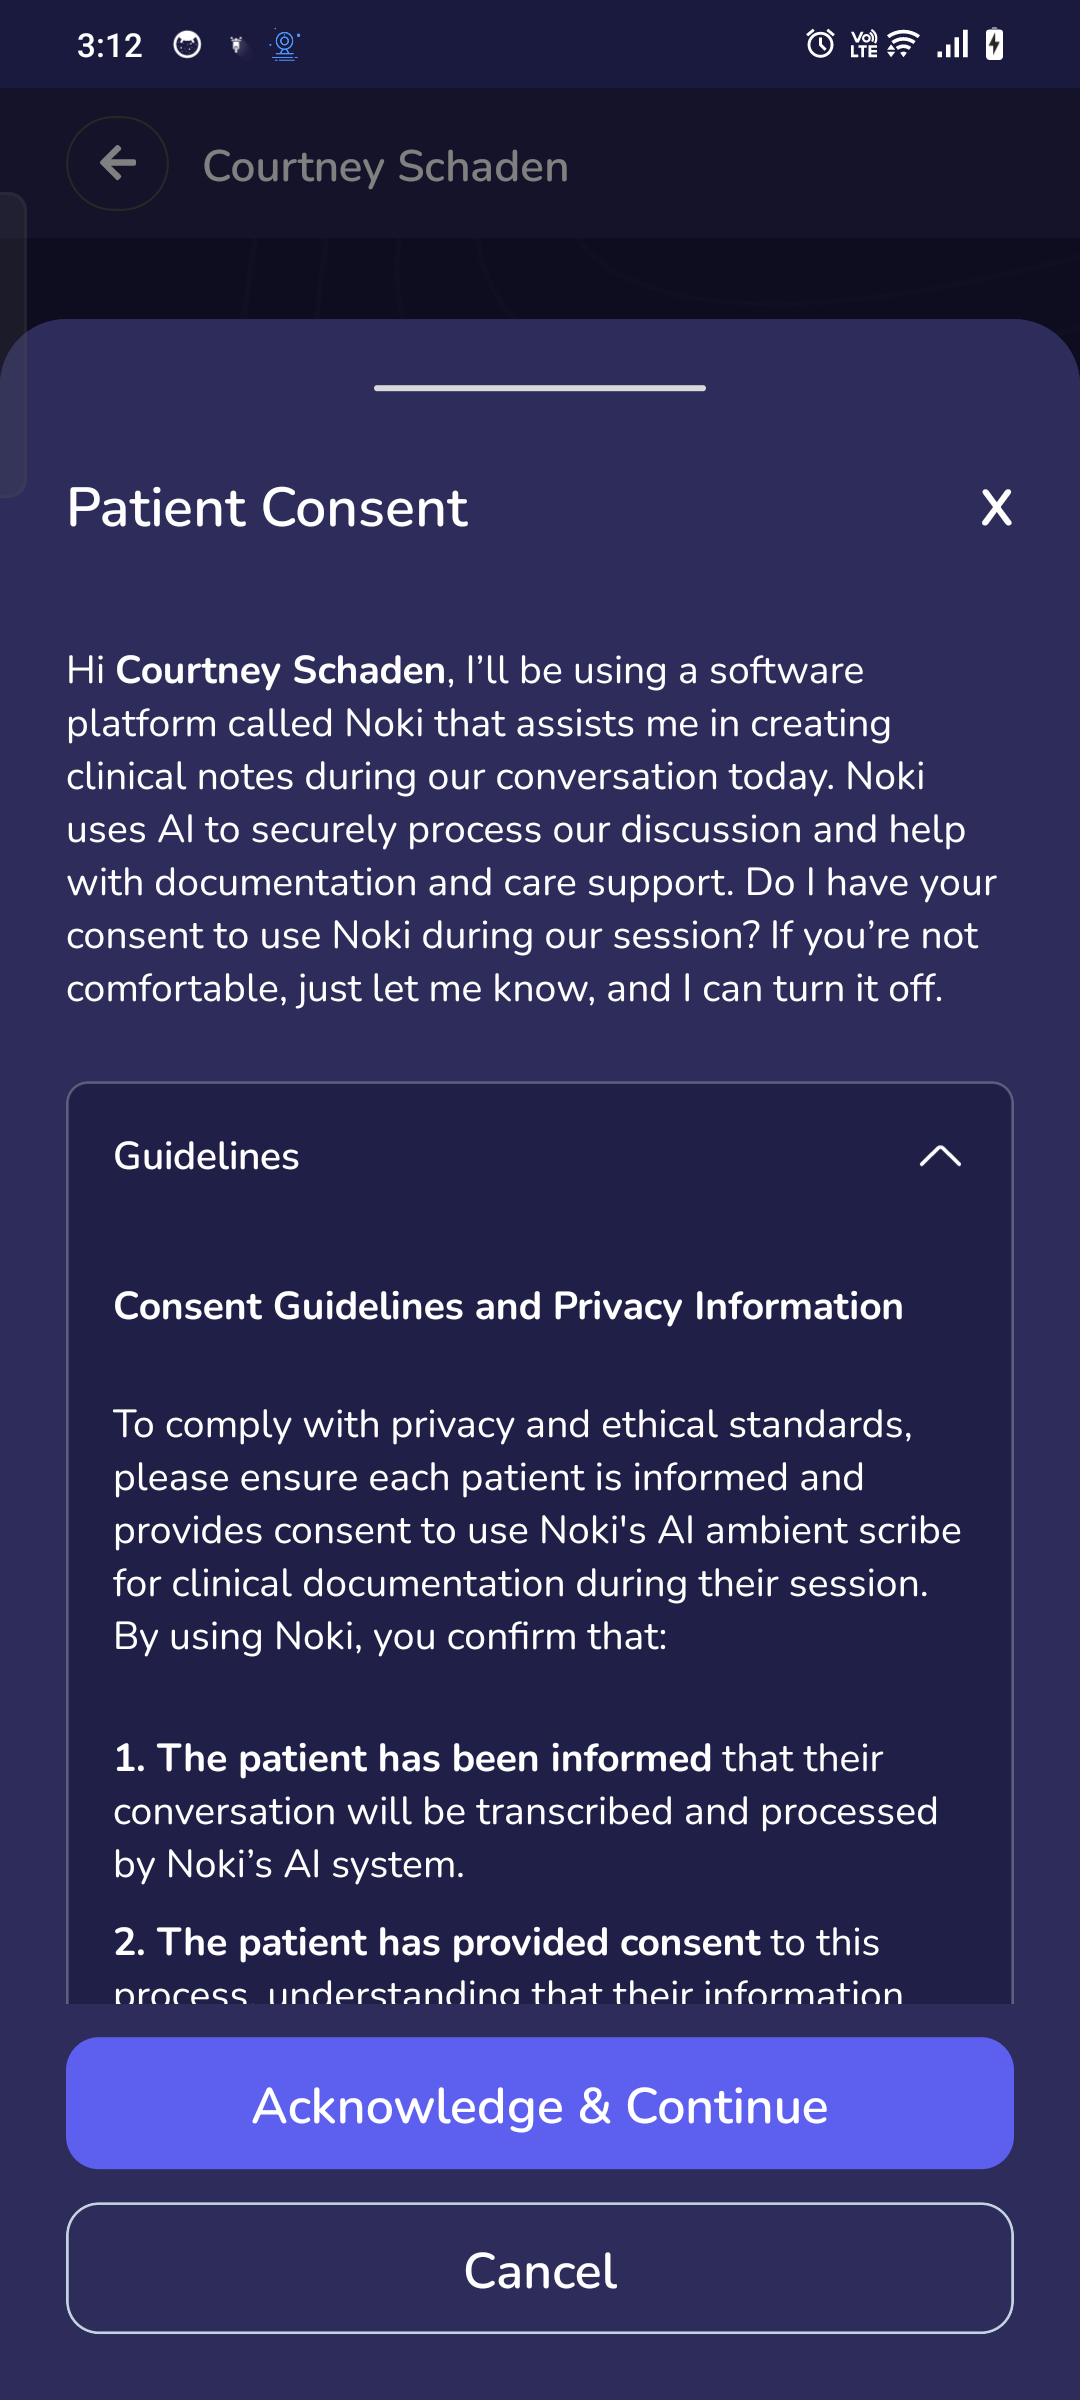 3:12
Vo) LTE
Courtney Schaden
Patient Consent
X
Hi Courtney Schaden, I’ll be using a software
platform called Noki that assists me in creating
clinical notes during our conversation today. Noki
uses AI to securely process our discussion and help
with documentation and care support. Do I have your
consent to use Noki during our session? If you’re not
comfortable, just let me know, and I can turn it off.
Guidelines
Consent Guidelines and Privacy Information
To comply with privacy and ethical standards,
please ensure each patient is informed and
provides consent to use Noki's AI ambient scribe
for clinical documentation during their session.
By using Noki, you confirm that:
1. The patient has been informed that their
conversation will be transcribed and processed
by Noki’s AI system.
2. The patient has provided consent to this
process, understanding that their information
Acknowledge & Continue
Cancel